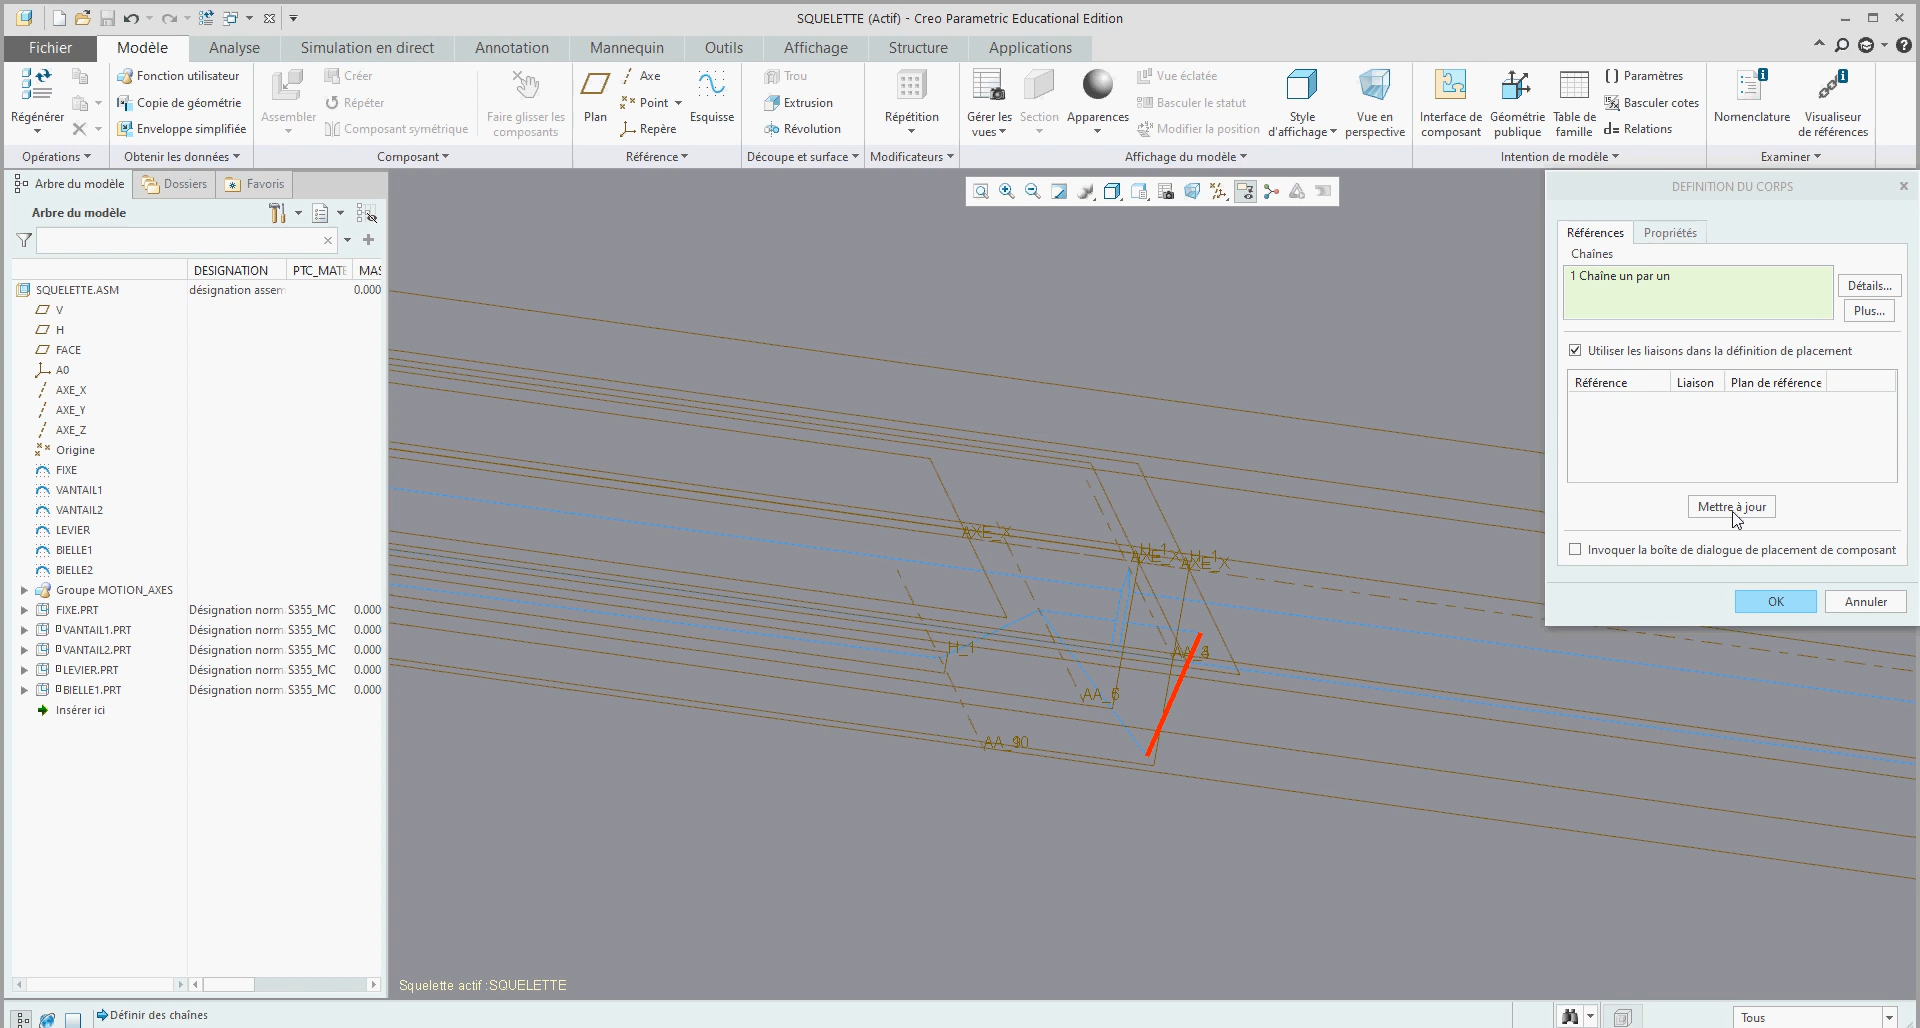 SQUELETTE (Actif) - Creo Parametric Educational Edition
Fichier Modèle Analyse Simulation en direct Annotation Mannequin Outils Affichage Structure Applications
Régénérer
Opérations
Fonction utilisateur
Copie de géométrie
Enveloppe simplifiée
Obtenir les données
Assembler
Créer
Répéter
Composant symétrique
Faire glisser les
composants
Composant
Plan
Axe
Point
Repère
Esquisse
Référence
Trou
Extrusion
Révolution
Découpe et surface
Répétition
Modificateurs
Gérer les
vues
Section
Apparences
Vue éclatée
Basculer le statut
Modifier la position
Style
d'affichage
Vue en
perspective
Affichage du modèle
Interface de
composant
Géométrie
publique
Table de
famille
Paramètres
Basculer cotes
d= Relations
Intention de modèle
Nomenclature
Visualiseur
de références
Examiner
Arbre du modèle Dossiers Favoris
Arbre du modèle
DESIGNATION PTC_MATE MAS
SQUELETTE.ASM désignation assem 0.000
V
H
FACE
A0
AXE_X
AXE_Y
AXE_Z
Origine
FIXE
VANTAIL1
VANTAIL2
LEVIER
BIELLE1
BIELLE2
Groupe MOTION_AXES
FIXE.PRT Désignation norm S355_MC 0.000
VANTAIL1.PRT Désignation norm S355_MC 0.000
VANTAIL2.PRT Désignation norm S355_MC 0.000
LEVIER.PRT Désignation norm S355_MC 0.000
BIELLE1.PRT Désignation norm S355_MC 0.000
Insérer ici
AXE_X
H_1
AXE_X
H_1
AXE_X
H_1
AA_6
AA_90
Squelette actif :SQUELETTE
DEFINITION DU CORPS
Références Propriétés
Chaînes
1 Chaîne un par un
Détails...
Plus...
Utiliser les liaisons dans la définition de placement
Référence Liaison Plan de référence
Mettre à jour
Invoquer la boîte de dialogue de placement de composant
OK Annuler
Définir des chaînes
Tous